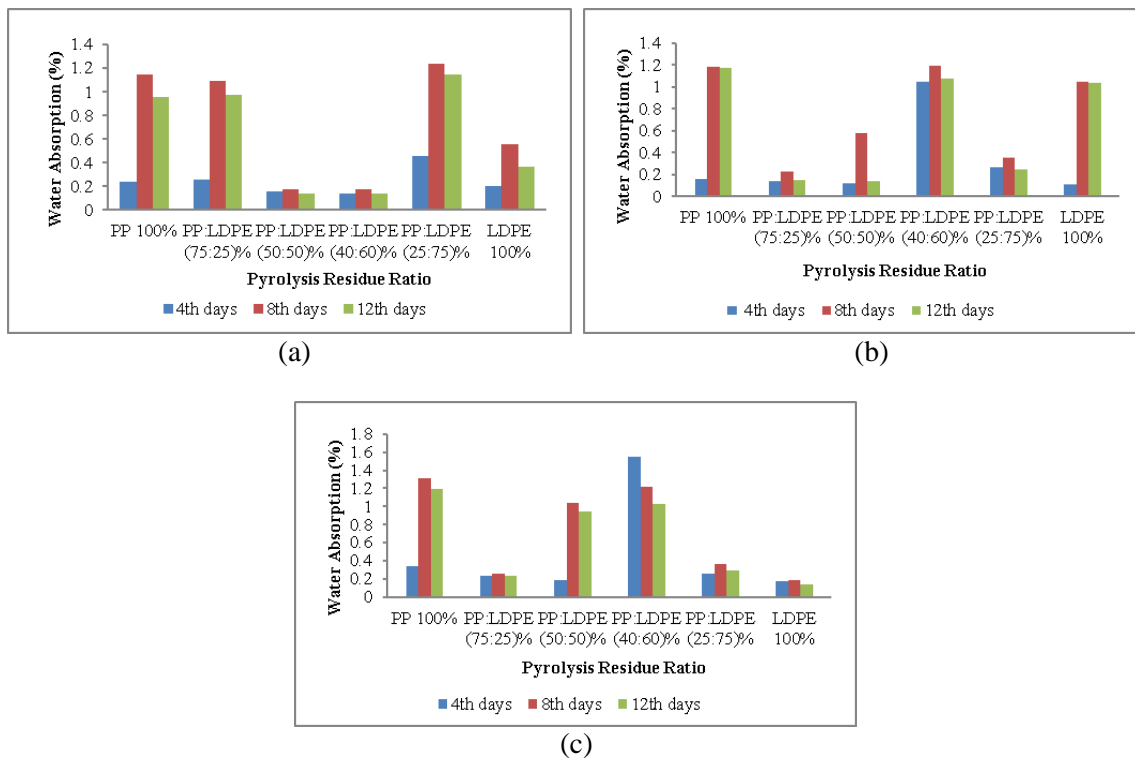 Water Absorption (%)
1.4
1.2
1
0.8
0.6
0.4
0.2
0
PP 100% PP:LDPE PP:LDPE PP:LDPE PP:LDPE LDPE
(75:25)% (50:50)% (40:60)% (25:75)% 100%
Pyrolysis Residue Ratio
4th days 8th days 12th days
(a)
Water Absorption (%)
1.4
1.2
1
0.8
0.6
0.4
0.2
0
PP 100% PP:LDPE PP:LDPE PP:LDPE PP:LDPE LDPE
(75:25)% (50:50)% (40:60)% (25:75)% 100%
Pyrolysis Residue Ratio
4th days 8th days 12th days
(b)
Water Absorption (%)
1.8
1.6
1.4
1.2
1
0.8
0.6
0.4
0.2
0
PP 100% PP:LDPE PP:LDPE PP:LDPE PP:LDPE LDPE
(75:25)% (50:50)% (40:60)% (25:75)% 100%
Pyrolysis Residue Ratio
4th days 8th days 12th days
(c)